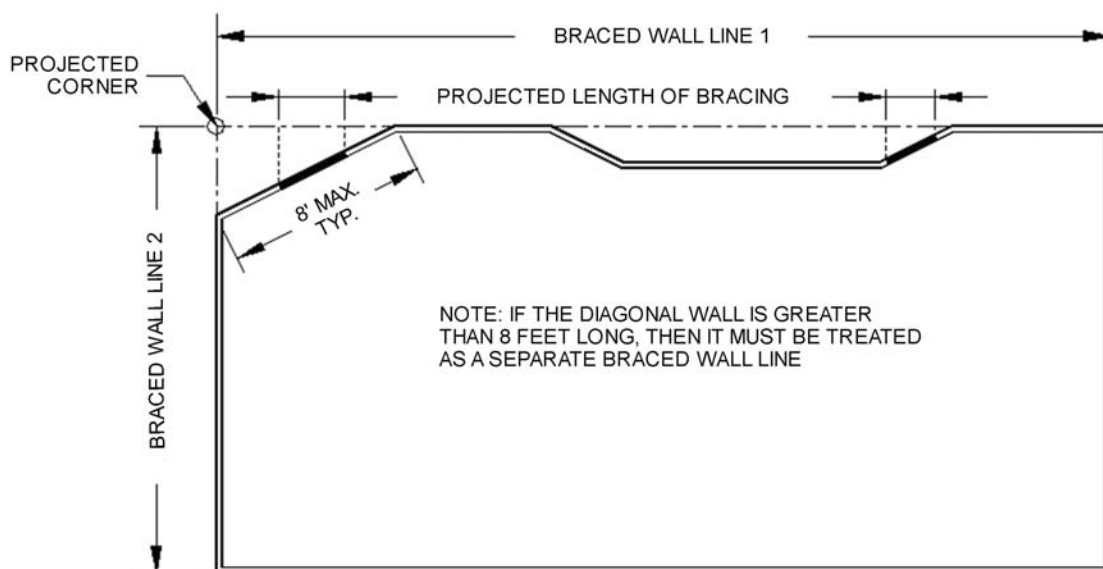 BRACED WALL LINE 1
PROJECTED
CORNER
PROJECTED LENGTH OF BRACING
8' MAX.
TYP.
BRACED WALL LINE 2
NOTE: IF THE DIAGONAL WALL IS GREATER
THAN 8 FEET LONG, THEN IT MUST BE TREATED
AS A SEPARATE BRACED WALL LINE